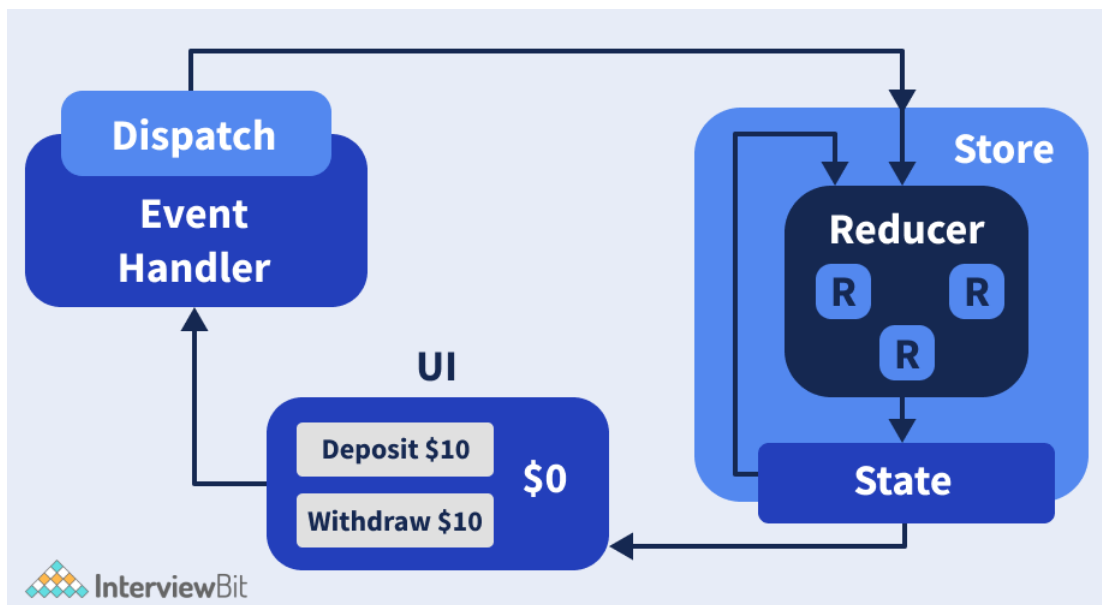 Dispatch
Event
Handler
Store
Reducer
R
R
R
State
UI
Deposit $10
$0
Withdraw $10
InterviewBit